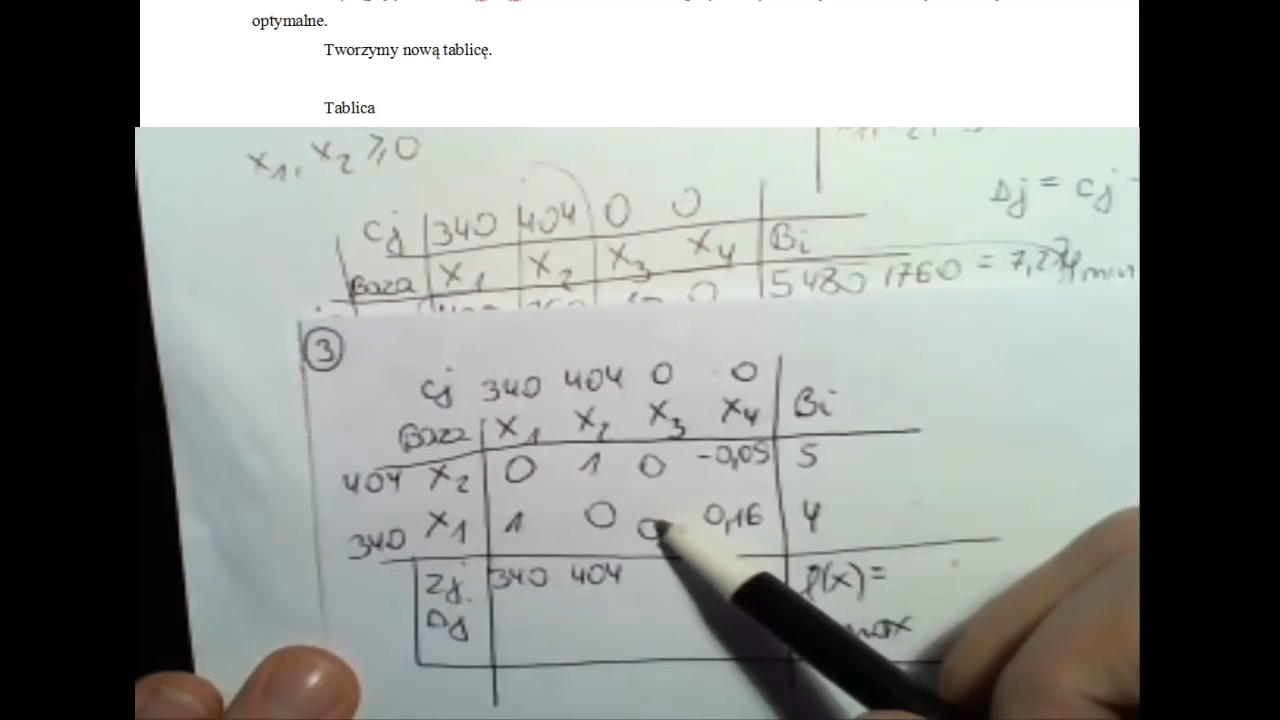 optymalne.
Tworzymy nową tablicę.
Tablica
x1, x2 ≥ 0
Δj = cj -
cj 340 404 0 0
Baza x1 x2 x3 x4 Bi
0 5480 1760 = 7,27 min
3
cj 340 404 0 0
Baza x1 x2 x3 x4 Bi
404 x2 0 1 0 -0,05 5
340 x1 1 0 0 0,16 4
Zj 340 404 f(x) =
Δj max